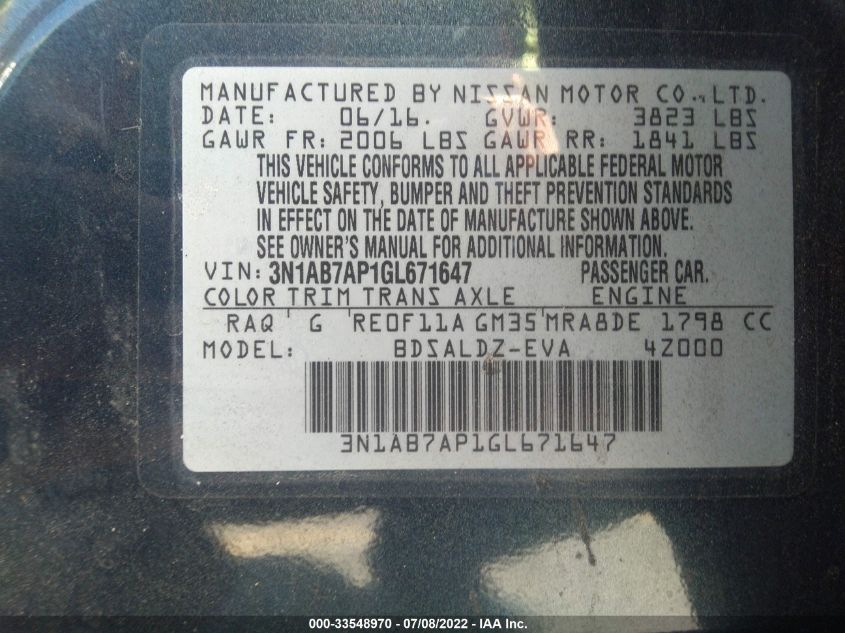 MANUFACTURED BY NISSAN MOTOR CO., LTD.
DATE: 06/16. GVWR: 3823 LBS
GAWR FR: 2006 LBS GAWR RR: 1841 LBS
THIS VEHICLE CONFORMS TO ALL APPLICABLE FEDERAL MOTOR
VEHICLE SAFETY, BUMPER AND THEFT PREVENTION STANDARDS
IN EFFECT ON THE DATE OF MANUFACTURE SHOWN ABOVE.
SEE OWNER'S MANUAL FOR ADDITIONAL INFORMATION.
VIN: 3N1AB7AP1GL671647 PASSENGER CAR.
COLOR TRIM TRANS AXLE ENGINE
RAQ G RE0F11A GM35 MRA8DE 1798 CC
MODEL: BDSALDZ-EVA 4Z000
3N1AB7AP1GL671647
000-33548970 - 07/08/2022 - IAA Inc.